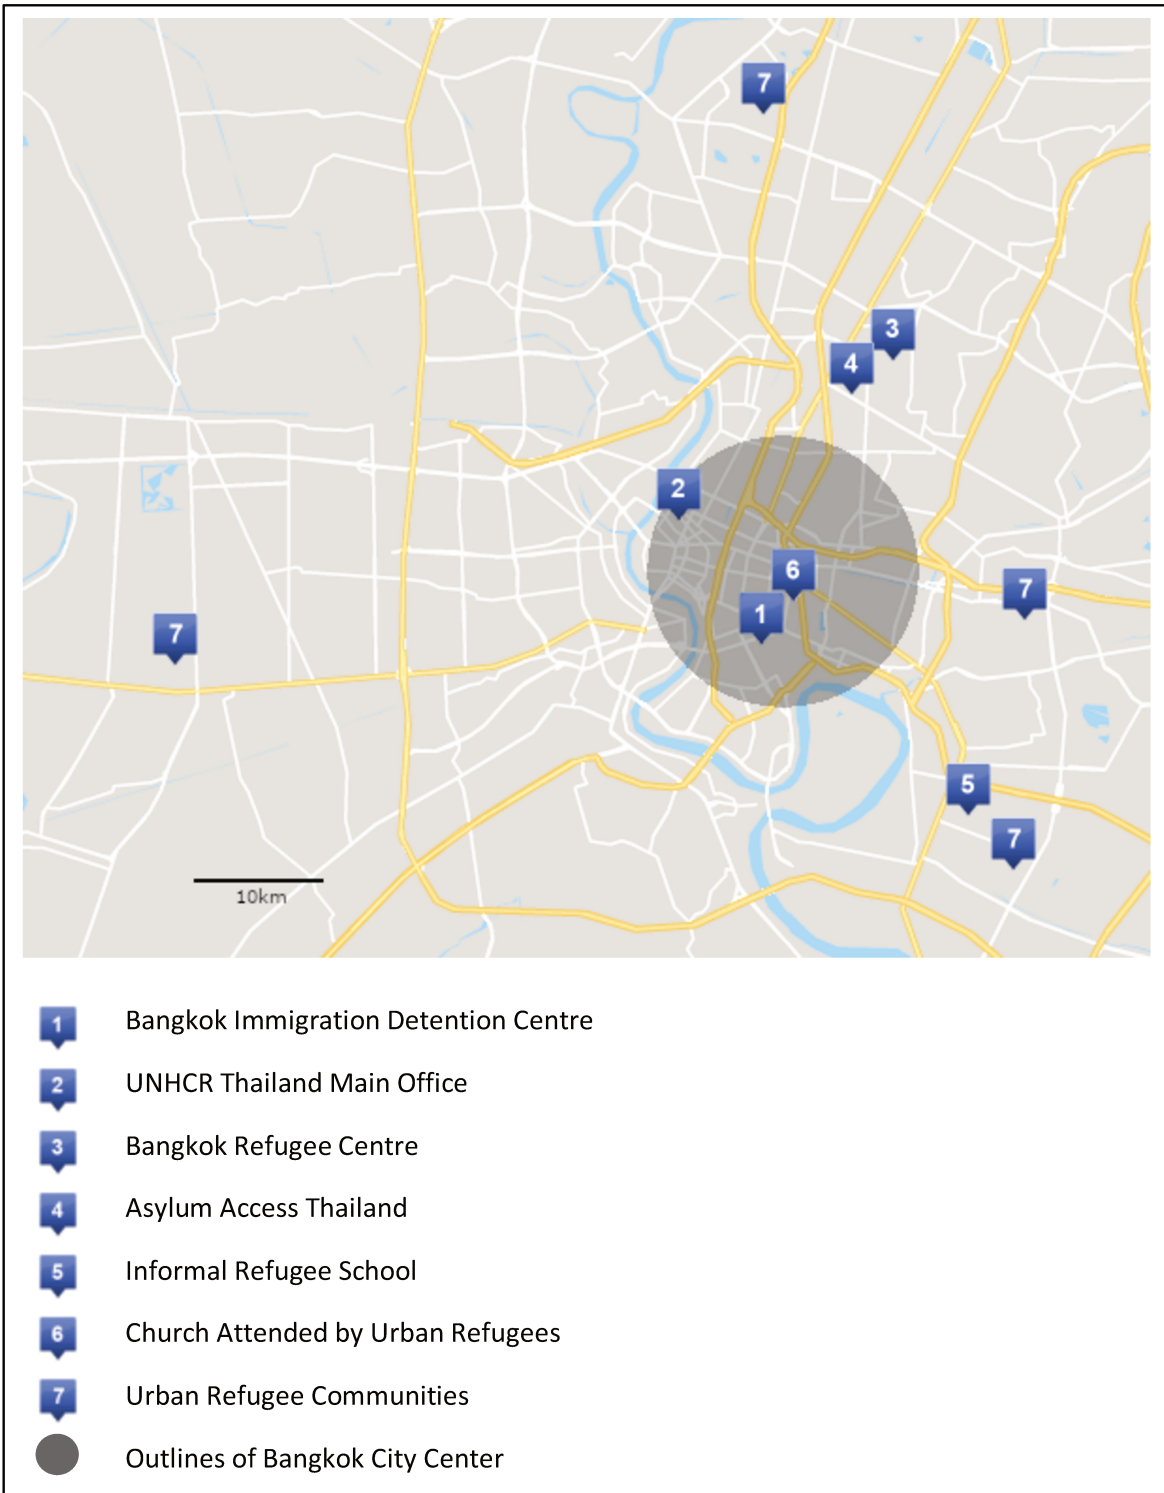 7
3
4
2
6
7
1
7
5
7
10km
1 Bangkok Immigration Detention Centre
2 UNHCR Thailand Main Office
3 Bangkok Refugee Centre
4 Asylum Access Thailand
5 Informal Refugee School
6 Church Attended by Urban Refugees
7 Urban Refugee Communities
Outlines of Bangkok City Center